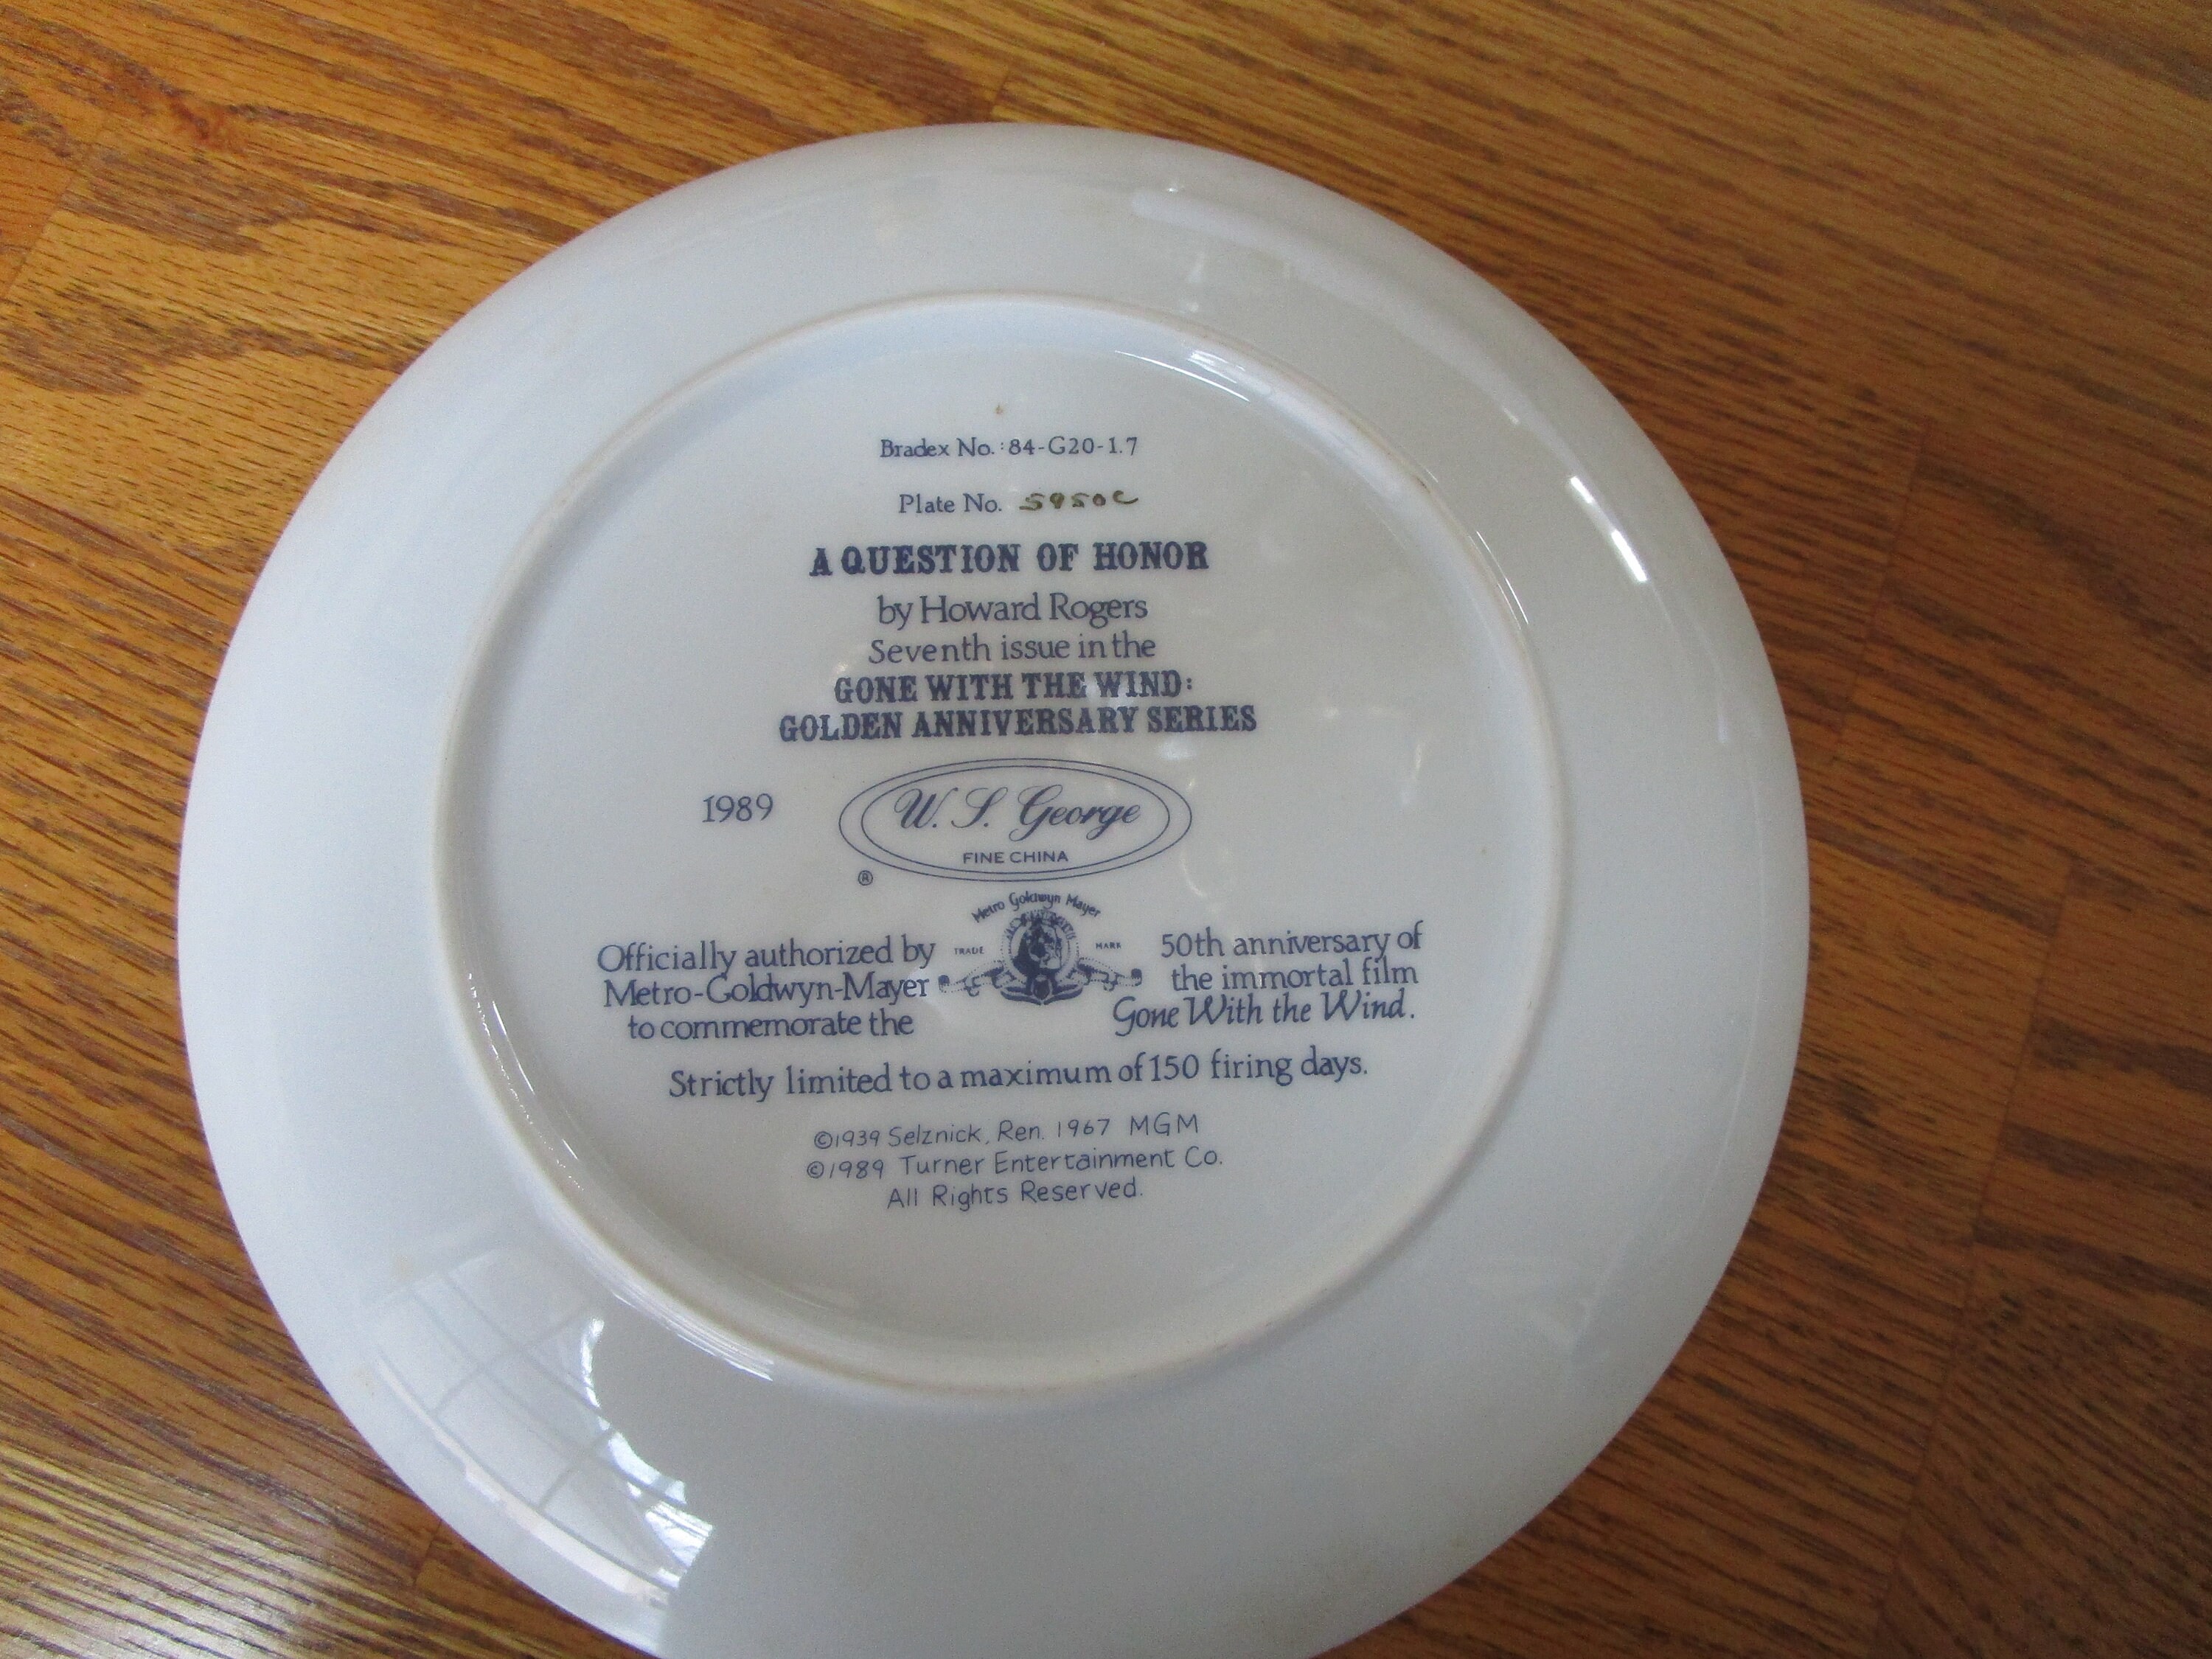 Bradex No.: 84-G20-1.7
Plate No. 5950C
A QUESTION OF HONOR
by Howard Rogers
Seventh issue in the
GONE WITH THE WIND:
GOLDEN ANNIVERSARY SERIES
1989
W. S. George
FINE CHINA
®
Metro Goldwyn Mayer
TRADE MARK
Officially authorized by
Metro-Goldwyn-Mayer
to commemorate the
50th anniversary of
the immortal film
Gone With the Wind.
Strictly limited to a maximum of 150 firing days.
©1939 Selznick, Ren. 1967 MGM
©1989 Turner Entertainment Co.
All Rights Reserved.